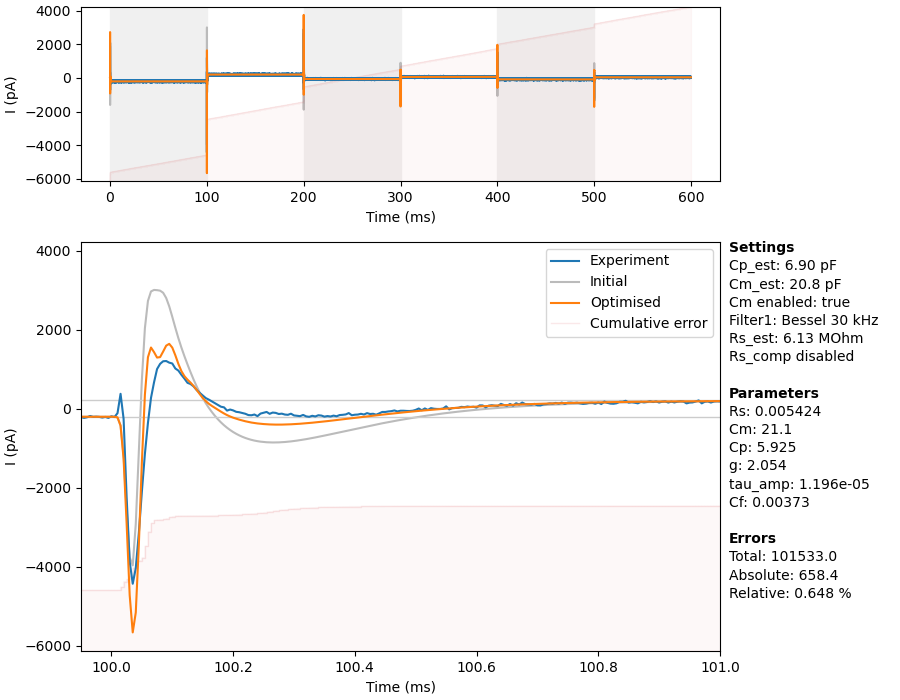 4000
2000
0
−2000
−4000
−6000
I (pA)
0
100
200
300
400
500
600
Time (ms)
4000
2000
0
−2000
−4000
−6000
I (pA)
100.0
100.2
100.4
100.6
100.8
101.0
Time (ms)
Experiment
Initial
Optimised
Cumulative error
Settings
Cp_est: 6.90 pF
Cm_est: 20.8 pF
Cm enabled: true
Filter1: Bessel 30 kHz
Rs_est: 6.13 MOhm
Rs_comp disabled
Parameters
Rs: 0.005424
Cm: 21.1
Cp: 5.925
g: 2.054
tau_amp: 1.196e-05
Cf: 0.00373
Errors
Total: 101533.0
Absolute: 658.4
Relative: 0.648 %